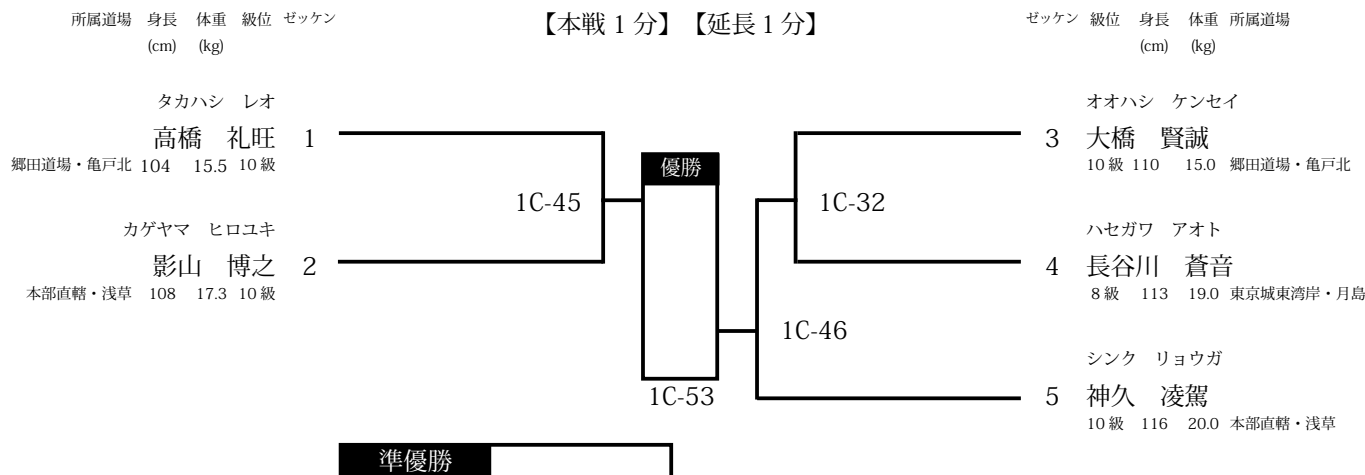 所属道場 身長 体重 級位 ゼッケン
(cm) (kg)
【本戦 1 分】【延長 1 分】
ゼッケン 級位 身長 体重 所属道場
(cm) (kg)
タカハシ レオ
高橋 礼旺 1
郷田道場・亀戸北 104 15.5 10 級
カゲヤマ ヒロユキ
影山 博之 2
本部直轄・浅草 108 17.3 10 級
1C-45
優勝
1C-53
1C-32
1C-46
オオハシ ケンセイ
3 大橋 賢誠
10 級 110 15.0 郷田道場・亀戸北
ハセガワ アオト
4 長谷川 蒼音
8 級 113 19.0 東京城東湾岸・月島
シンク リョウガ
5 神久 凌駕
10 級 116 20.0 本部直轄・浅草
準優勝